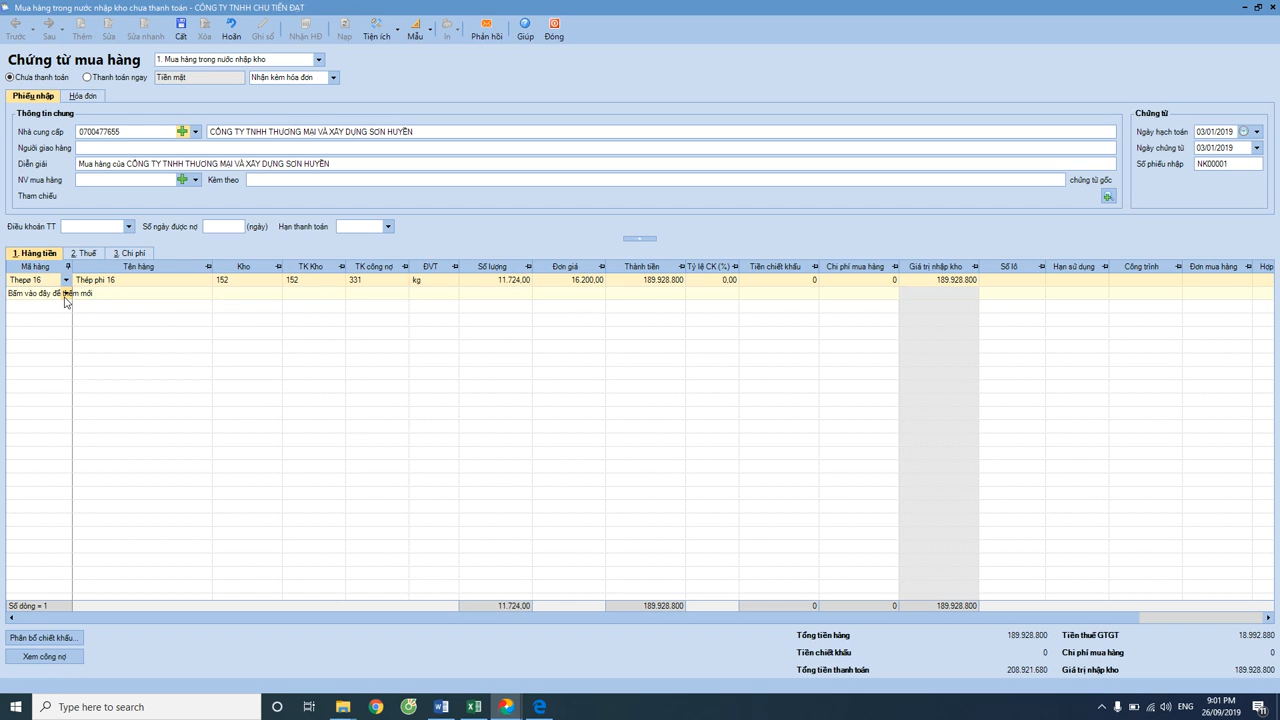 Mua hàng trong nước nhập kho chưa thanh toán - CÔNG TY TNHH CHU TIẾN ĐẠT
Trước Sau Thêm Sửa Sửa nhanh Cất Xóa Hoãn Ghi sổ Nhận HĐ Nạp Tiện ích Mẫu In Phản hồi Giúp Đóng
Chứng từ mua hàng 1. Mua hàng trong nước nhập kho
Chưa thanh toán Thanh toán ngay Tiền mặt Nhận kèm hóa đơn
Phiếu nhập Hóa đơn
Thông tin chung Chứng từ
Nhà cung cấp 0700477655 CÔNG TY TNHH THƯƠNG MẠI VÀ XÂY DỰNG SƠN HUYỀN Ngày hạch toán 03/01/2019
Người giao hàng Ngày chứng từ 03/01/2019
Diễn giải Mua hàng của CÔNG TY TNHH THƯƠNG MẠI VÀ XÂY DỰNG SƠN HUYỀN Số phiếu nhập NK00001
NV mua hàng Kèm theo chứng từ gốc
Tham chiếu
Điều khoản TT Số ngày được nợ (ngày) Hạn thanh toán
1. Hàng tiền 2. Thuế 3. Chi phí
Mã hàng Tên hàng Kho TK Kho TK công nợ ĐVT Số lượng Đơn giá Thành tiền Tỷ lệ CK (%) Tiền chiết khấu Chi phí mua hàng Giá trị nhập kho Số lô Hạn sử dụng Công trình Đơn mua hàng Hợp
Thepø 16 Thép phi 16 152 152 331 kg 11.724,00 16.200,00 189.928.800 0,00 0 0 189.928.800
Bấm vào đây để thêm mới
Số dòng = 1 11.724,00 189.928.800 0 0 189.928.800
Phân bổ chiết khấu... Tổng tiền hàng 189.928.800 Tiền thuế GTGT 18.992.880
Xem công nợ Tiền chiết khấu 0 Chi phí mua hàng 0
Tổng tiền thanh toán 208.921.680 Giá trị nhập kho 189.928.800
Type here to search ENG 9:01 PM
26/09/2019